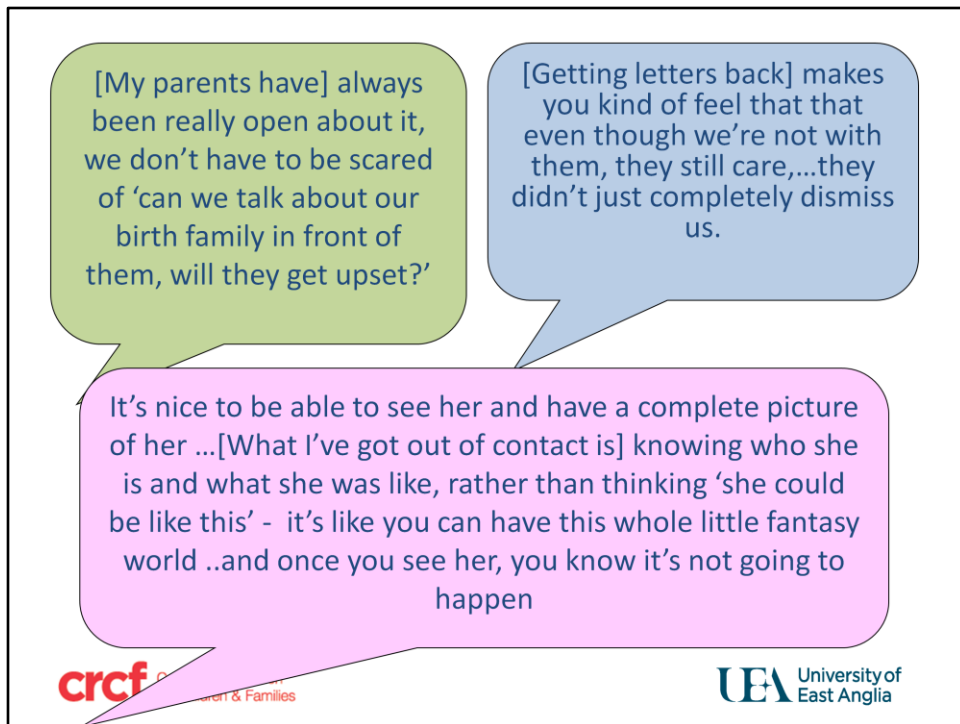 [My parents have] always
been really open about it,
we don’t have to be scared
of ‘can we talk about our
birth family in front of
them, will they get upset?’
[Getting letters back] makes
you kind of feel that that
even though we’re not with
them, they still care,…they
didn’t just completely dismiss
us.
It’s nice to be able to see her and have a complete picture
of her …[What I’ve got out of contact is] knowing who she
is and what she was like, rather than thinking ‘she could
be like this’ -  it’s like you can have this whole little fantasy
world ..and once you see her, you know it’s not going to
happen
crcf
& Families
UEA University of
East Anglia